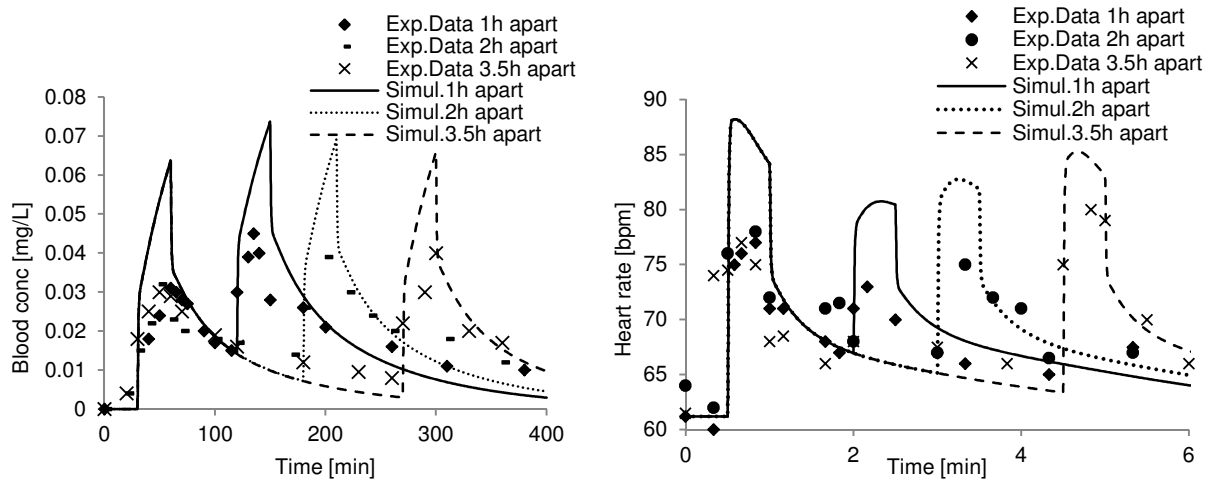 Exp.Data 1h apart
Exp.Data 2h apart
Exp.Data 3.5h apart
Simul.1h apart
Simul.2h apart
Simul.3.5h apart
Blood conc [mg/L]
0.08
0.07
0.06
0.05
0.04
0.03
0.02
0.01
0
0 100 200 300 400
Time [min]
Exp.Data 1h apart
Exp.Data 2h apart
Exp.Data 3.5h apart
Simul.1h apart
Simul.2h apart
Simul.3.5h apart
Heart rate [bpm]
90
85
80
75
70
65
60
0 2 4 6
Time [min]